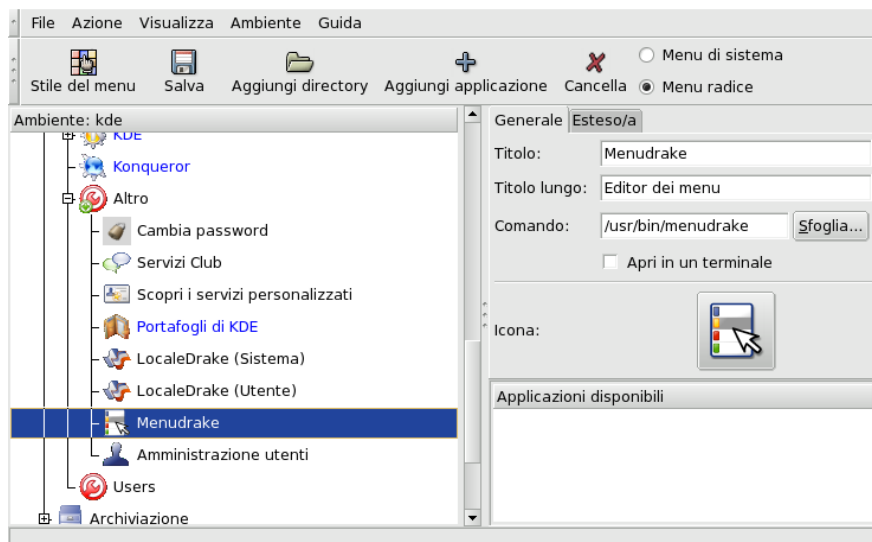 File Azione Visualizza Ambiente Guida
Stile del menu Salva Aggiungi directory Aggiungi applicazione Cancella
Menu di sistema
Menu radice
Ambiente: kde
KDE
Konqueror
Altro
Cambia password
Servizi Club
Scopri i servizi personalizzati
Portafogli di KDE
LocaleDrake (Sistema)
LocaleDrake (Utente)
Menudrake
Amministrazione utenti
Users
Archiviazione
Generale Esteso/a
Titolo: Menudrake
Titolo lungo: Editor dei menu
Comando: /usr/bin/menudrake Sfoglia...
Apri in un terminale
Icona:
Applicazioni disponibili